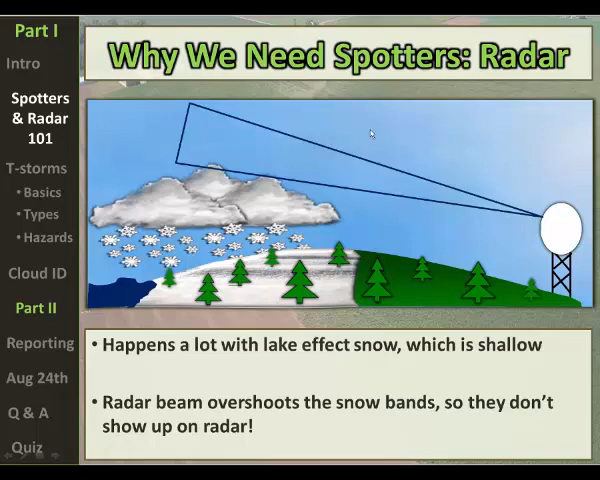 Part I
Intro
Spotters
& Radar
101
T-storms
• Basics
• Types
• Hazards
Cloud ID
Part II
Reporting
Aug 24th
Q & A
Quiz
Why We Need Spotters: Radar
• Happens a lot with lake effect snow, which is shallow
• Radar beam overshoots the snow bands, so they don't
show up on radar!